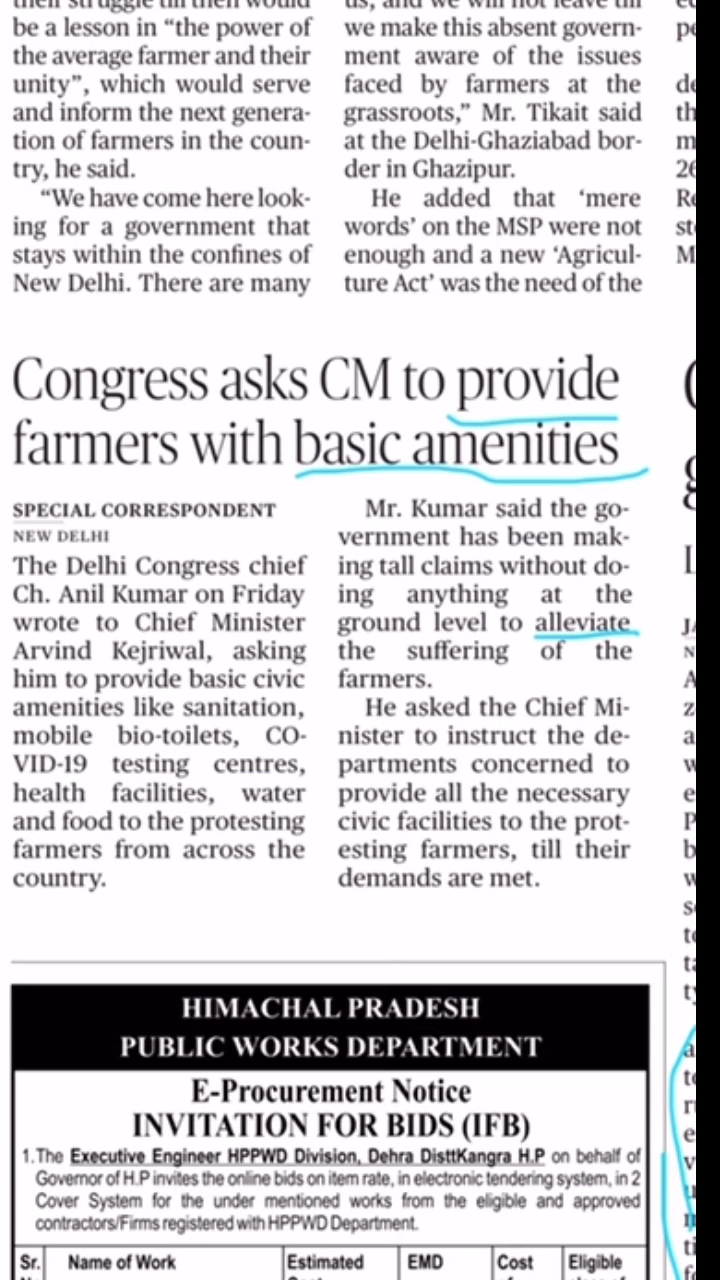 be a lesson in “the power of
the average farmer and their
unity”, which would serve
and inform the next genera-
tion of farmers in the coun-
try, he said.
“We have come here look-
ing for a government that
stays within the confines of
New Delhi. There are many
us, and we will not leave till
we make this absent govern-
ment aware of the issues
faced by farmers at the
grassroots,” Mr. Tikait said
at the Delhi-Ghaziabad bor-
der in Ghazipur.
He added that ‘mere
words’ on the MSP were not
enough and a new ‘Agricul-
ture Act’ was the need of the
Congress asks CM to provide
farmers with basic amenities
SPECIAL CORRESPONDENT
NEW DELHI
The Delhi Congress chief
Ch. Anil Kumar on Friday
wrote to Chief Minister
Arvind Kejriwal, asking
him to provide basic civic
amenities like sanitation,
mobile bio-toilets, CO-
VID-19 testing centres,
health facilities, water
and food to the protesting
farmers from across the
country.
Mr. Kumar said the go-
vernment has been mak-
ing tall claims without do-
ing anything at the
ground level to alleviate
the suffering of the
farmers.
He asked the Chief Mi-
nister to instruct the de-
partments concerned to
provide all the necessary
civic facilities to the prot-
esting farmers, till their
demands are met.
HIMACHAL PRADESH
PUBLIC WORKS DEPARTMENT
E-Procurement Notice
INVITATION FOR BIDS (IFB)
1.The Executive Engineer HPPWD Division, Dehra DisttKangra H.P on behalf of
Governor of H.P invites the online bids on item rate, in electronic tendering system, in 2
Cover System for the under mentioned works from the eligible and approved
contractors/Firms registered with HPPWD Department.
Sr. Name of Work Estimated EMD Cost Eligible